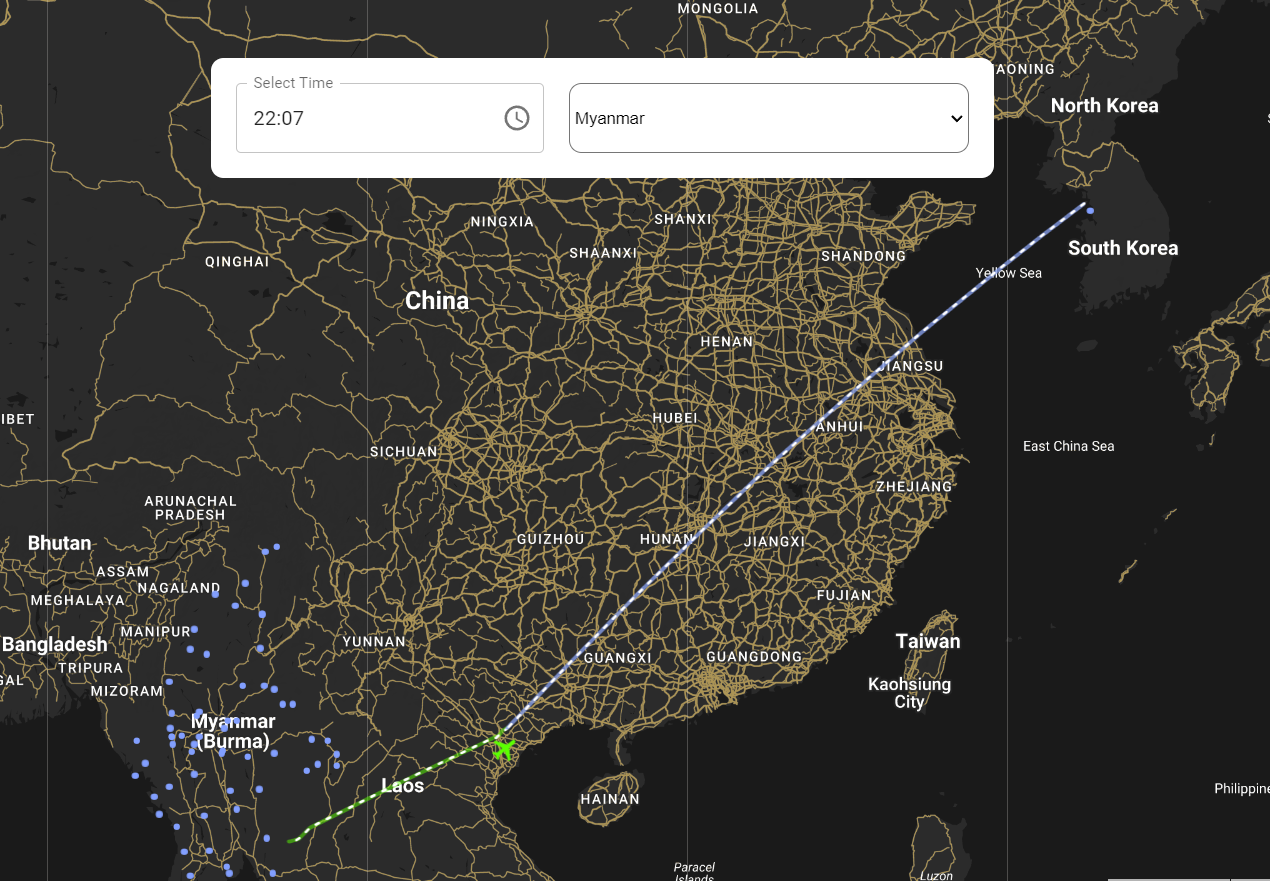 MONGOLIA
AONING
North Korea
Select Time
22:07
Myanmar
NINGXIA
SHANXI
SHAANXI
SHANDONG
South Korea
QINGHAI
Yellow Sea
China
HENAN
JIANGSU
IBET
HUBEI
ANHUI
SICHUAN
East China Sea
ZHEJIANG
ARUNACHAL
PRADESH
Bhutan
GUIZHOU
HUNAN
JIANGXI
ASSAM
NAGALAND
MEGHALAYA
FUJIAN
MANIPUR
Bangladesh
YUNNAN
Taiwan
TRIPURA
GUANGXI
GUANGDONG
GAL
MIZORAM
Kaohsiung
City
Myanmar
(Burma)
Laos
HAINAN
Philippine
Paracel
Islands
Luzon